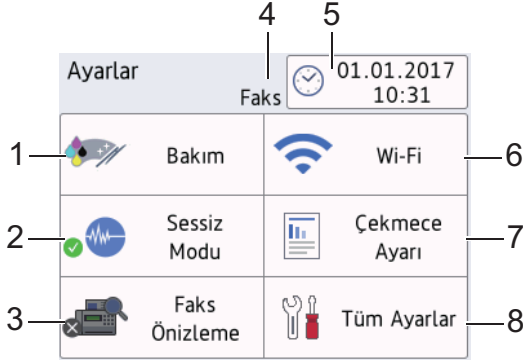 4 5
Ayarlar
Faks
01.01.2017
10:31
1 Bakım
Wi-Fi 6
2 Sessiz
Modu
Çekmece
Ayarı 7
3 Faks
Önizleme
Tüm Ayarlar 8